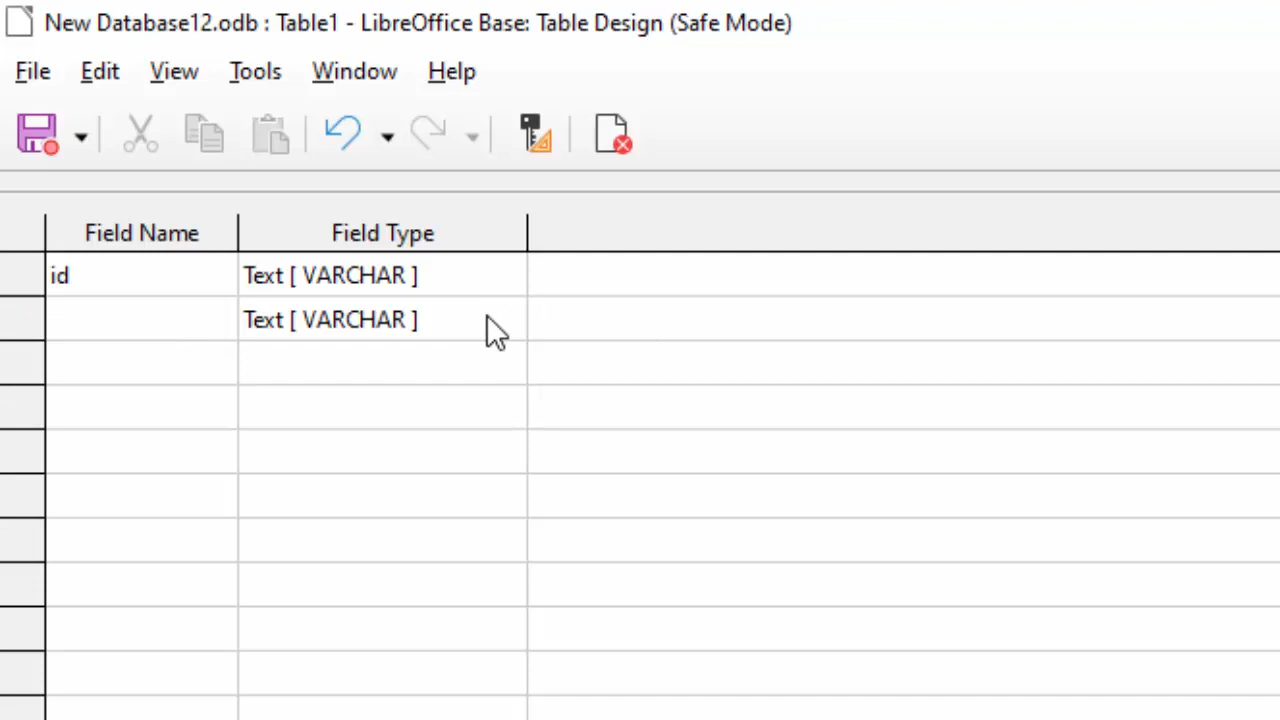 New Database12.odb : Table1 - LibreOffice Base: Table Design (Safe Mode)
File Edit View Tools Window Help
Field Name Field Type
id Text [ VARCHAR ]
Text [ VARCHAR ]